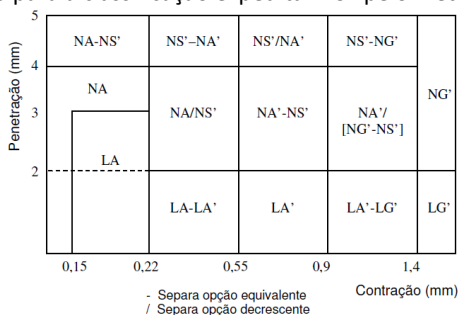 5
NA-NS’ NS’–NA’ NS’/NA’ NS’-NG’
4
NA
NG’
Penetração (mm)
3
NA/NS’ NA’-NS’ NA’/
[NG’-NS’]
LA
2
LA-LA’ LA’ LA’-LG’ LG’
0,15 0,22 0,55 0,9 1,4
Contração (mm)
- Separa opção equivalente
/ Separa opção decrescente